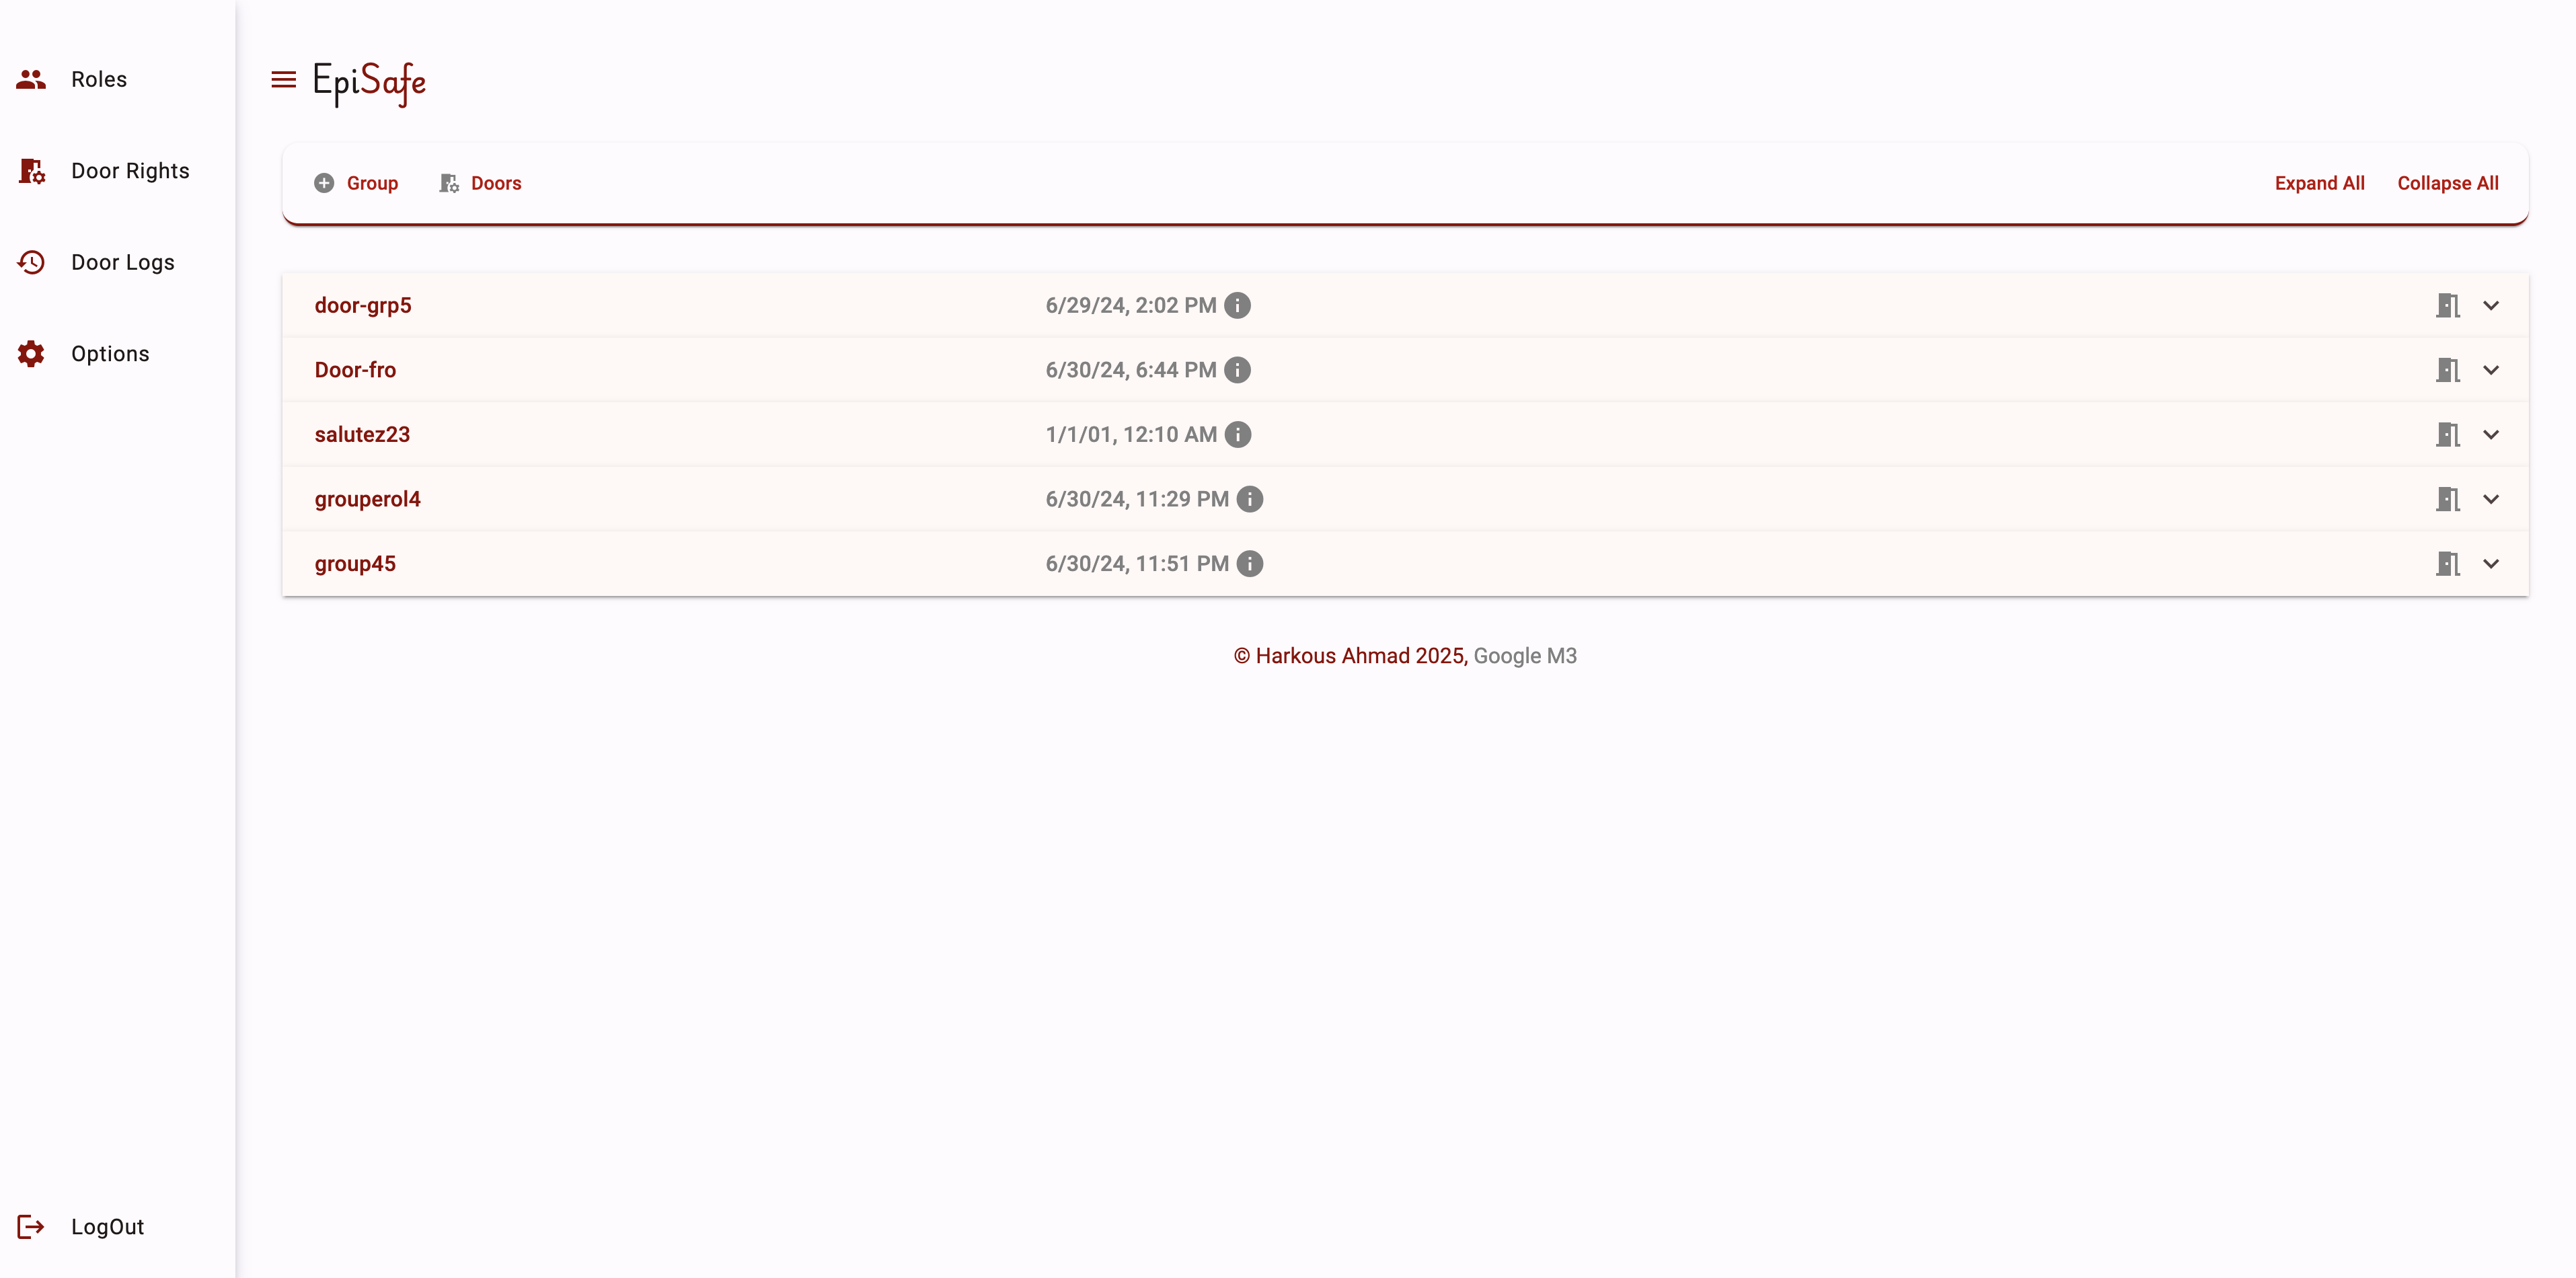 Roles
Door Rights
Door Logs
Options
LogOut
EpiSafe
Group Doors Expand All Collapse All
door-grp5 6/29/24, 2:02 PM
Door-fro 6/30/24, 6:44 PM
salutez23 1/1/01, 12:10 AM
grouperol4 6/30/24, 11:29 PM
group45 6/30/24, 11:51 PM
© Harkous Ahmad 2025, Google M3